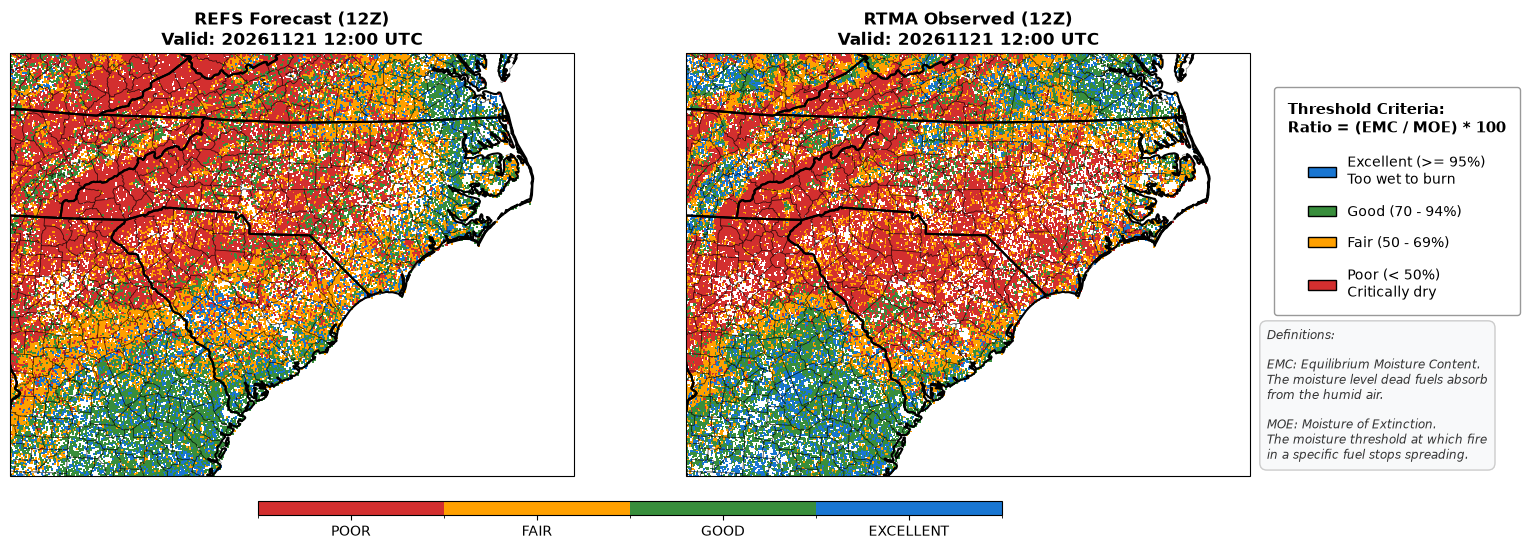 REFS Forecast (12Z)
Valid: 20261121 12:00 UTC
RTMA Observed (12Z)
Valid: 20261121 12:00 UTC
Threshold Criteria:
Ratio = (EMC / MOE) * 100
Excellent (>= 95%)
Too wet to burn
Good (70 - 94%)
Fair (50 - 69%)
Poor (< 50%)
Critically dry
Definitions:
EMC: Equilibrium Moisture Content.
The moisture level dead fuels absorb
from the humid air.
MOE: Moisture of Extinction.
The moisture threshold at which fire
in a specific fuel stops spreading.
POOR FAIR GOOD EXCELLENT